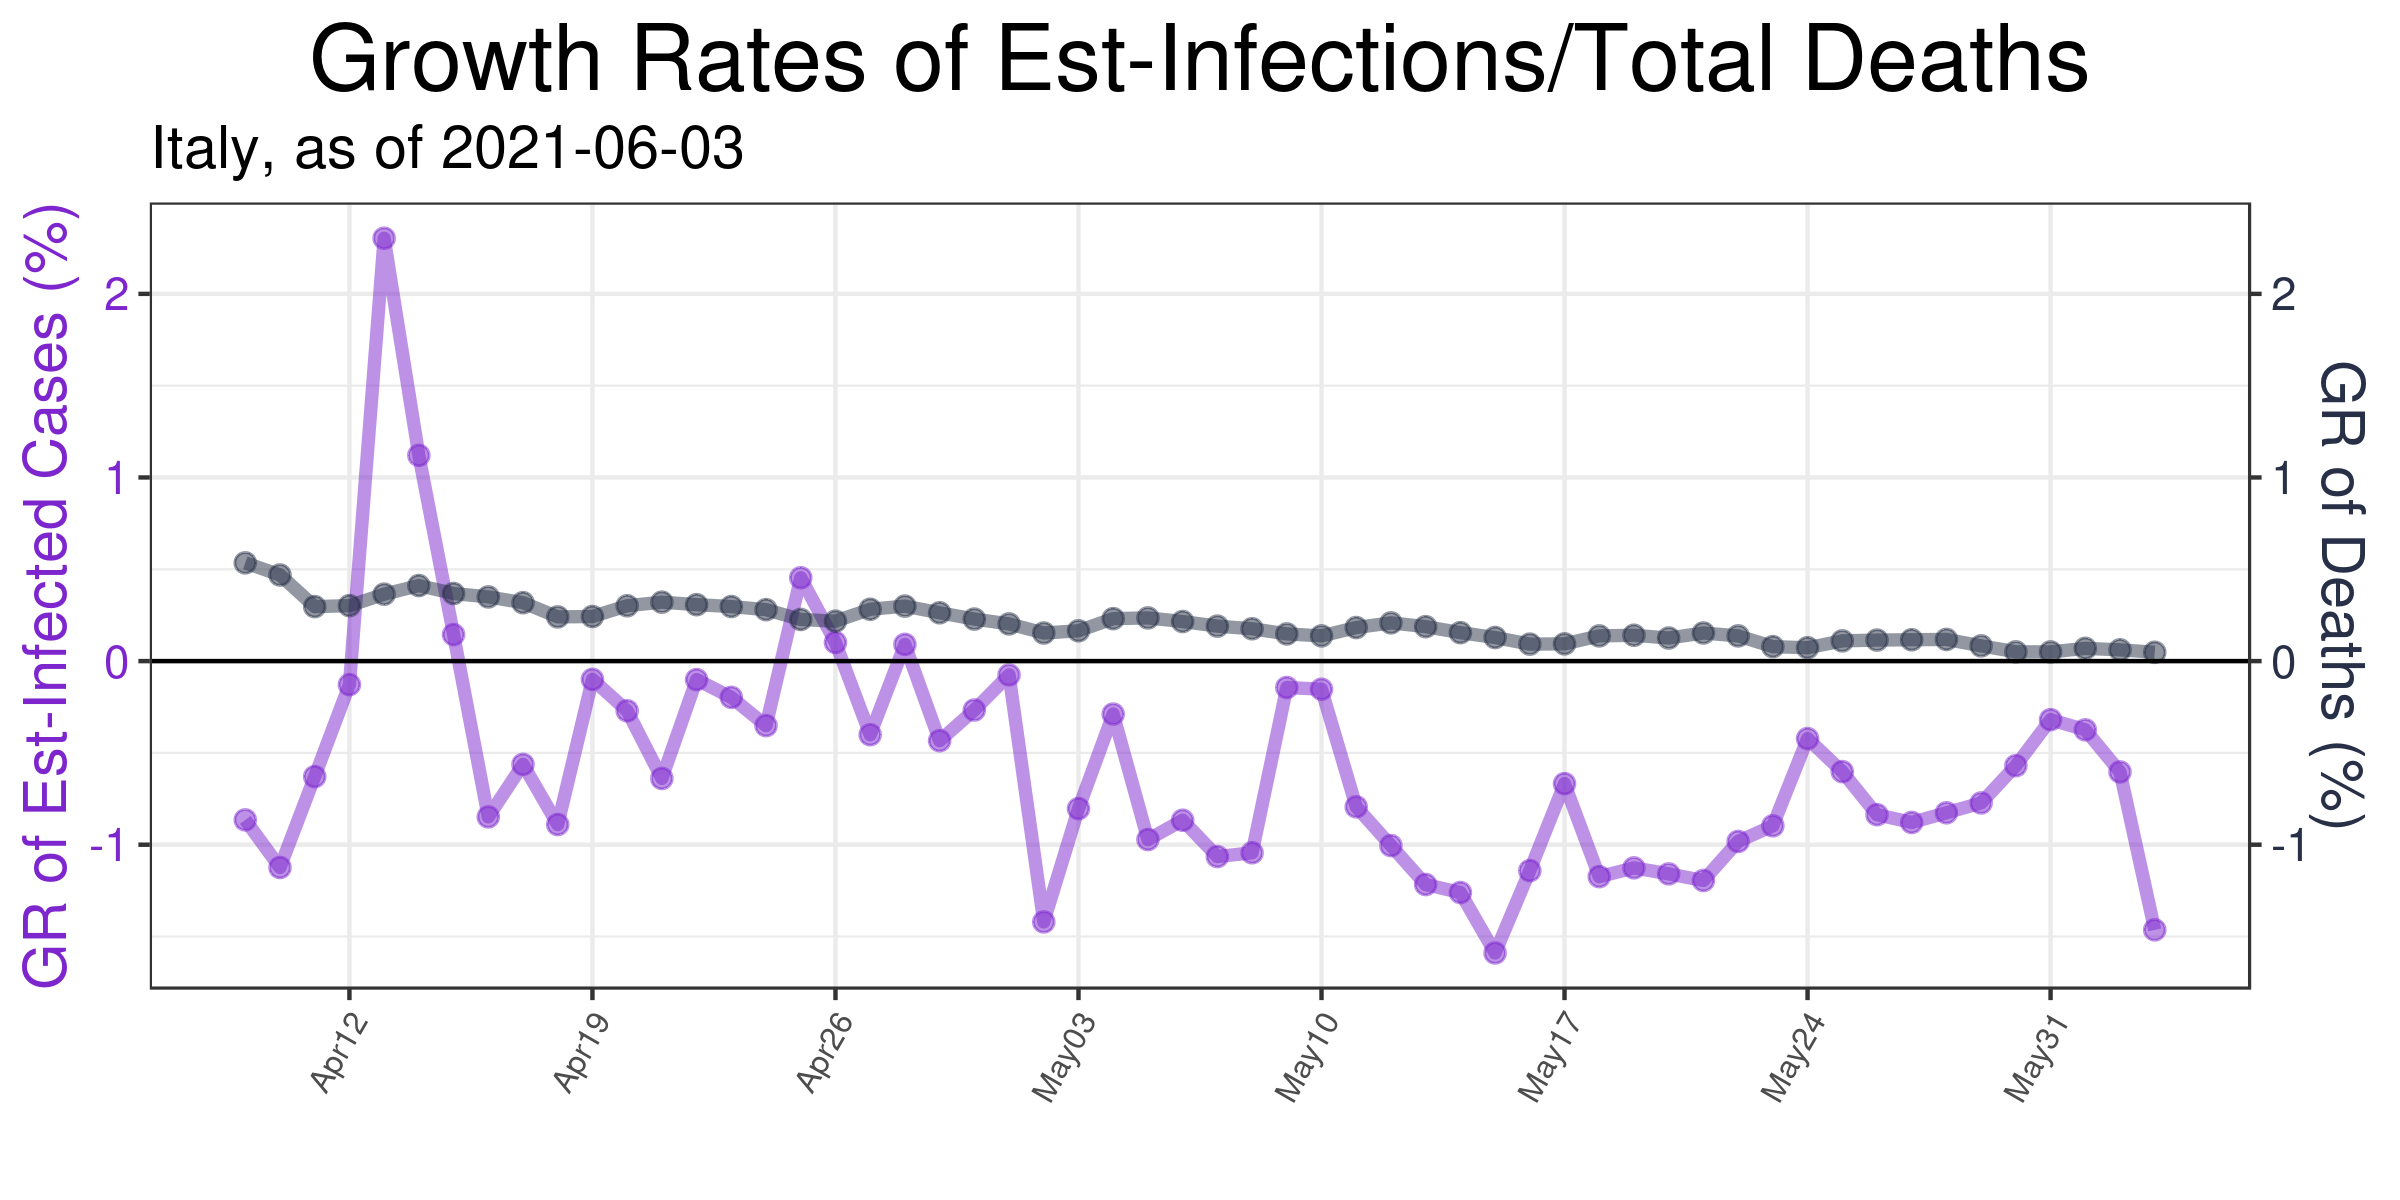 Growth Rates of Est-Infections/Total Deaths
Italy, as of 2021-06-03
GR of Est-Infected Cases (%)
2
1
0
-1
2
1
0
-1
GR of Deaths (%)
Apr12
Apr19
Apr26
May03
May10
May17
May24
May31